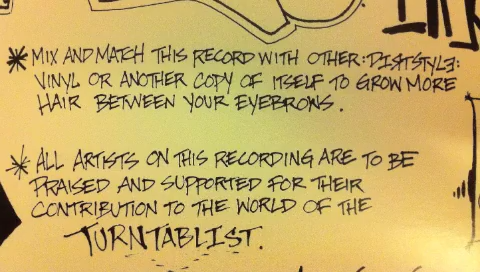 * MIX AND MATCH THIS RECORD WITH OTHER :DIRTSTYLE:
VINYL OR ANOTHER COPY OF ITSELF TO GROW MORE
HAIR BETWEEN YOUR EYEBROWS.
* ALL ARTISTS ON THIS RECORDING ARE TO BE
PRAISED AND SUPPORTED FOR THEIR
CONTRIBUTION TO THE WORLD OF THE
TURNTABLIST.